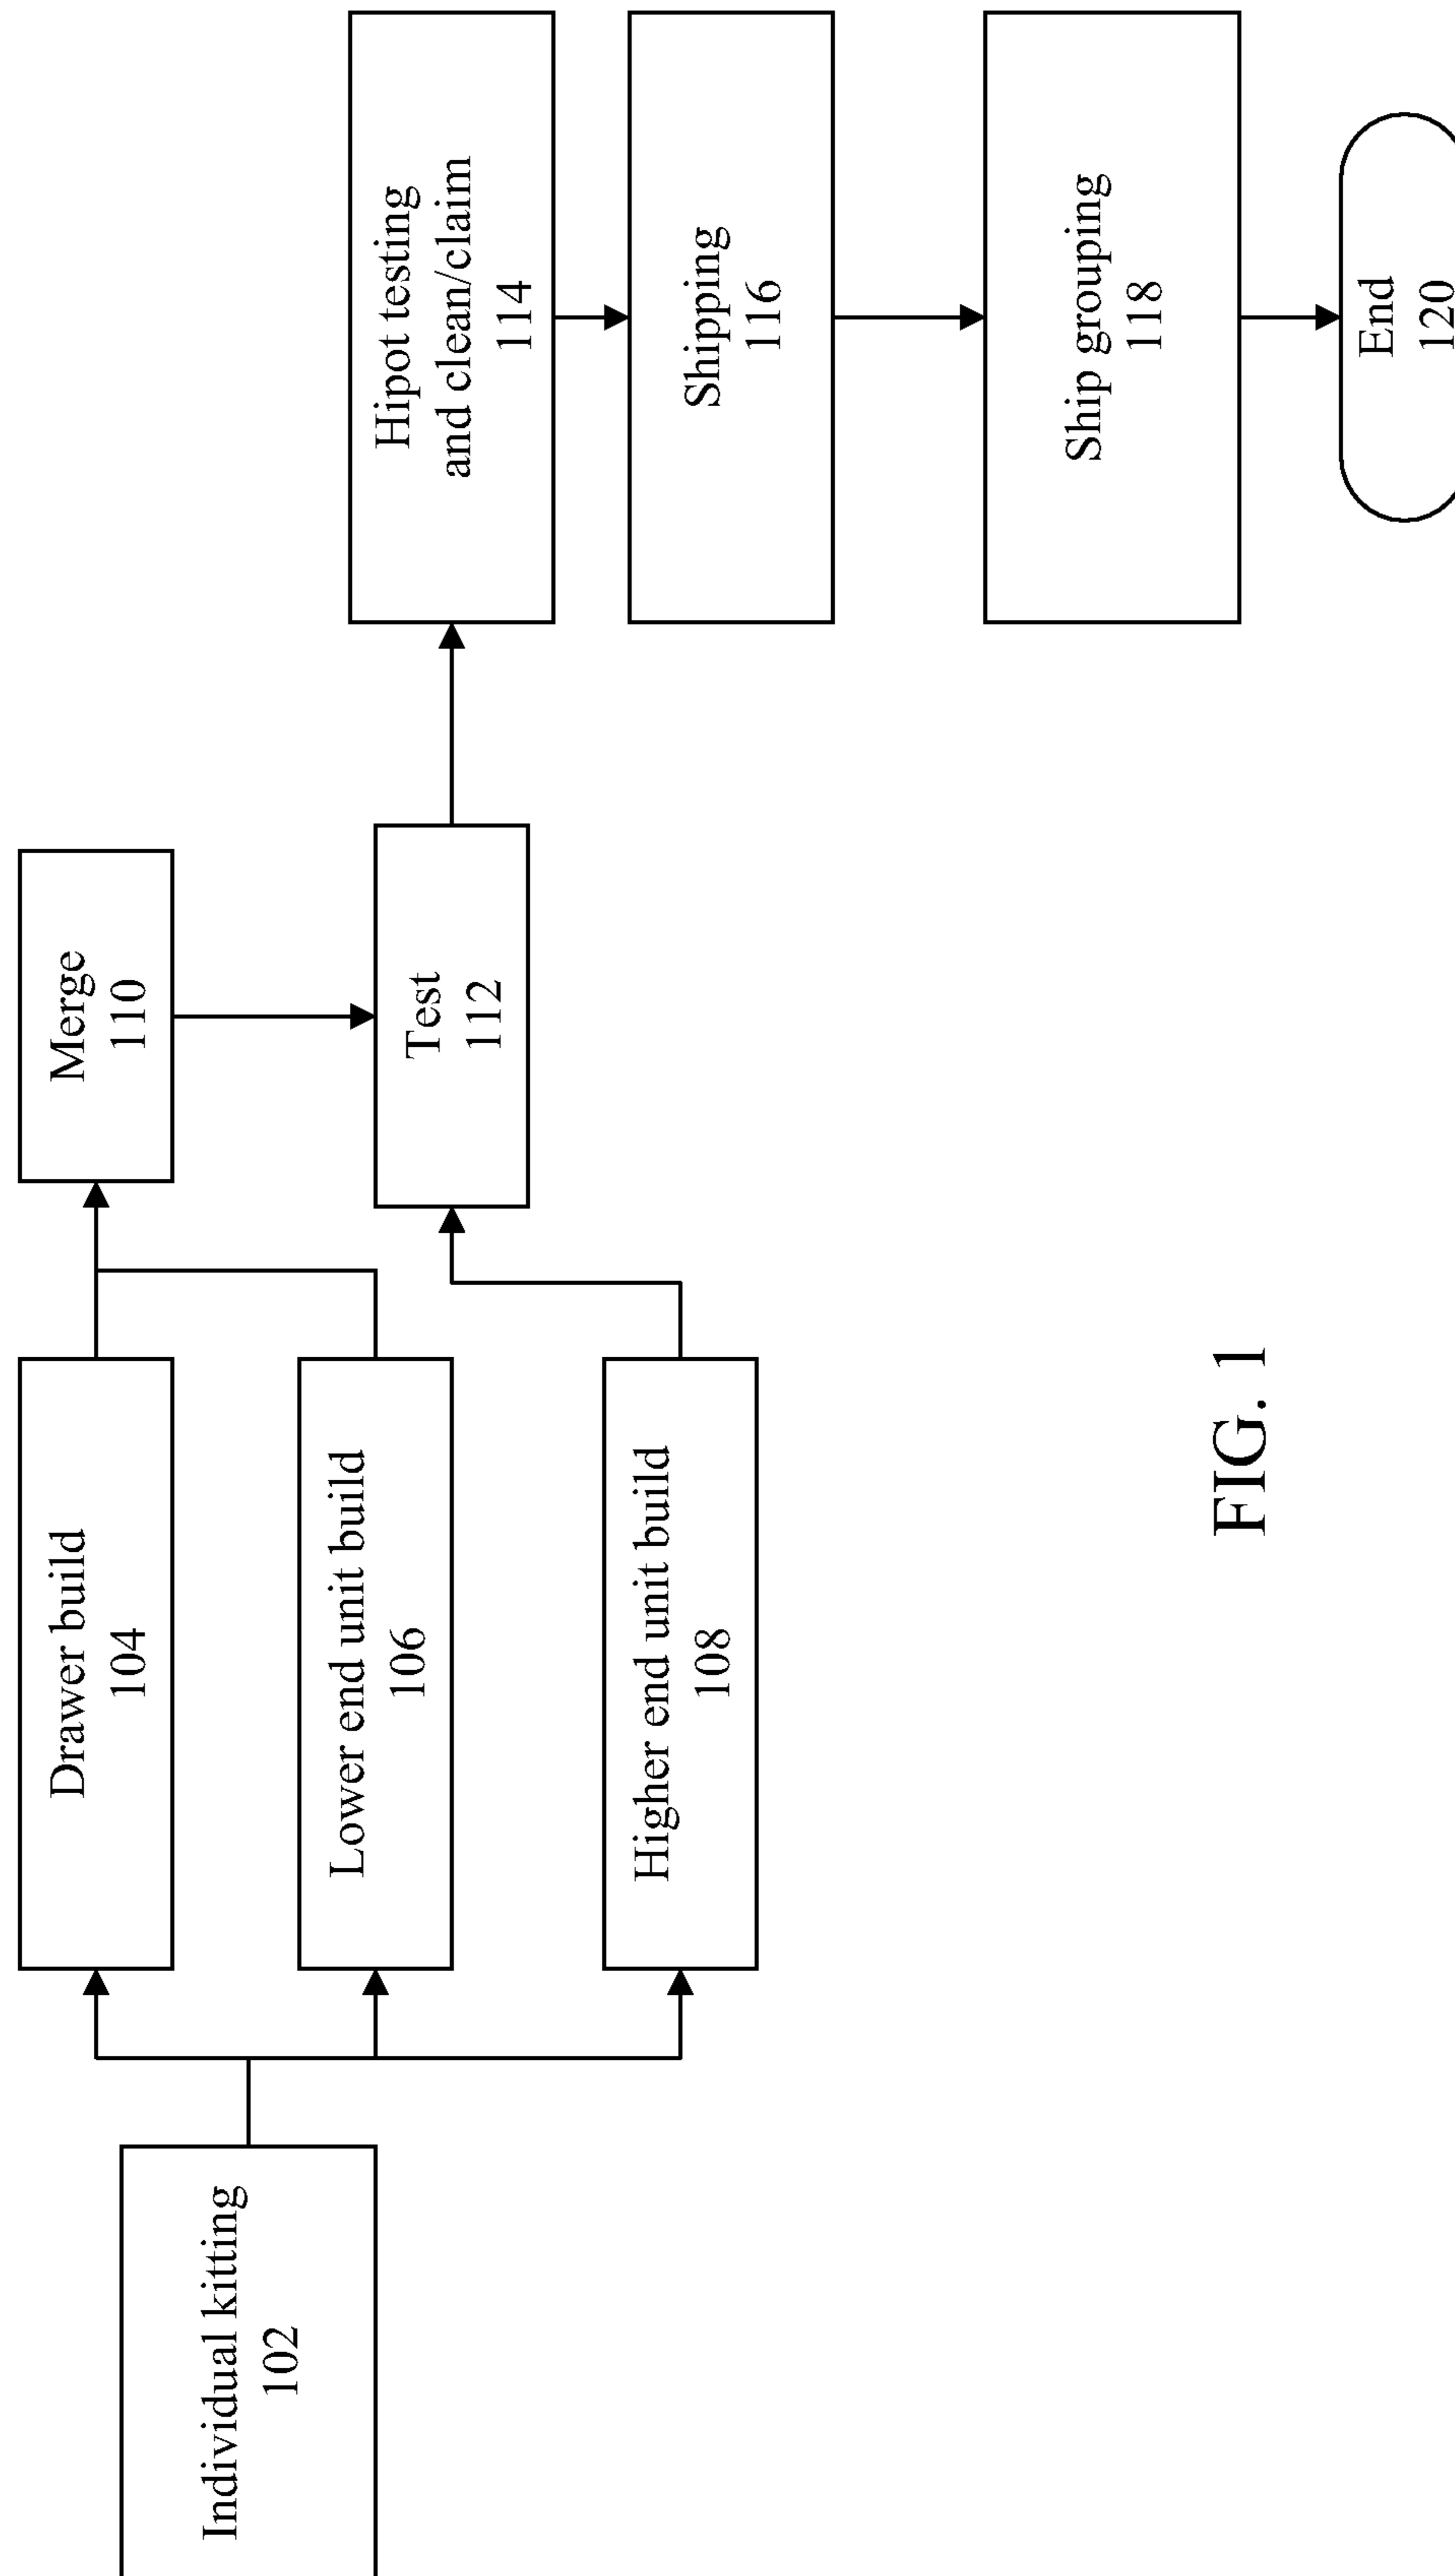 Individual kitting
102
Drawer build
104
Lower end unit build
106
Higher end unit build
108
Merge
110
Test
112
Hipot testing
and clean/claim
114
Shipping
116
Ship grouping
118
End
120
FIG. 1